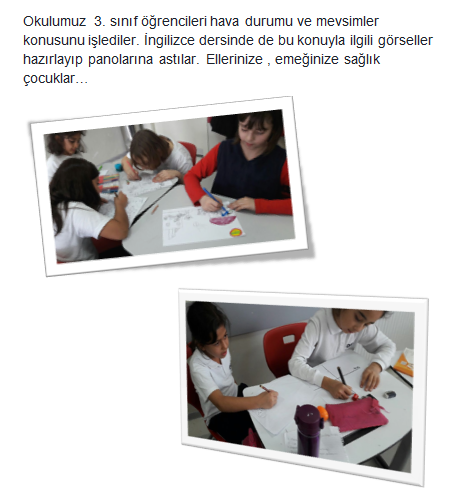 Okulumuz 3. sınıf öğrencileri hava durumu ve mevsimler
konusunu işlediler. İngilizce dersinde de bu konuyla ilgili görseller
hazırlayıp panolarına astılar. Ellerinize , emeğinize sağlık
çocuklar…